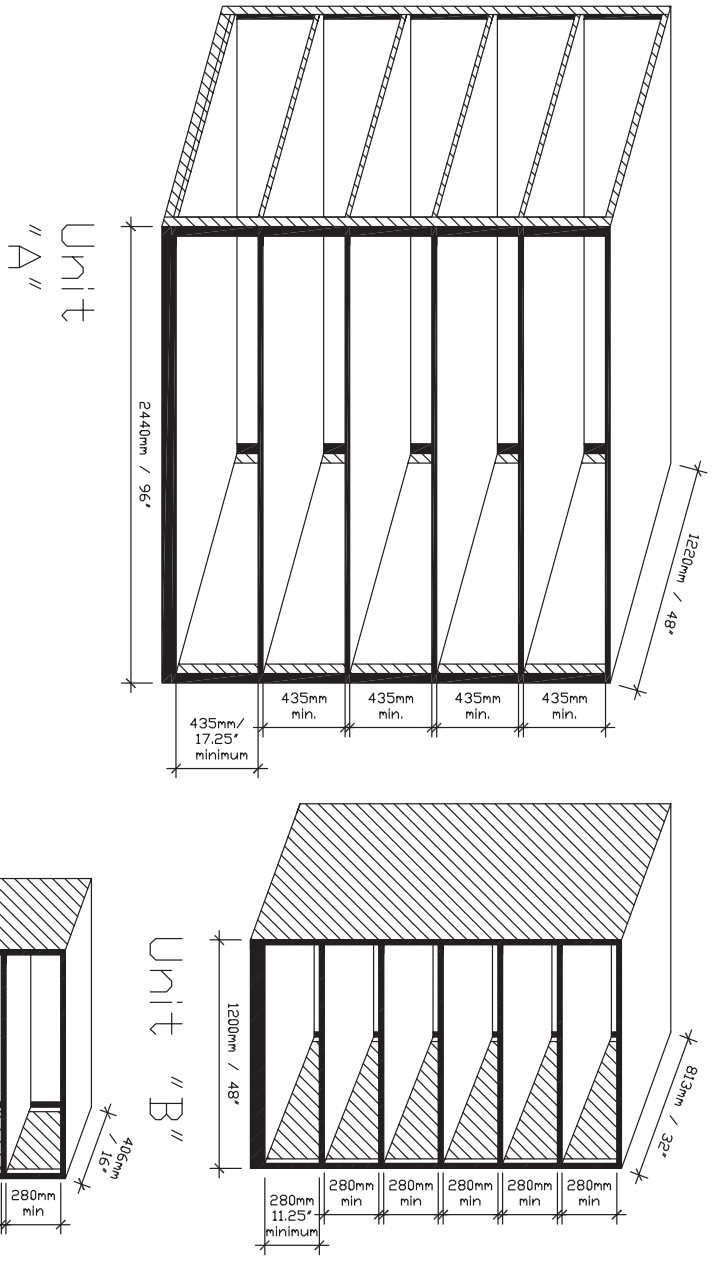 1220mm / 48"
2440mm / 96"
Unit
"A"
435mm
min.
435mm
min.
435mm
min.
435mm
min.
435mm/
17.25"
minimum
813mm / 32"
1200mm / 48"
Unit "B"
280mm
min
280mm
min
280mm
min
280mm
min
280mm
min
280mm
11.25"
minimum
406mm
/ 16"
280mm
min